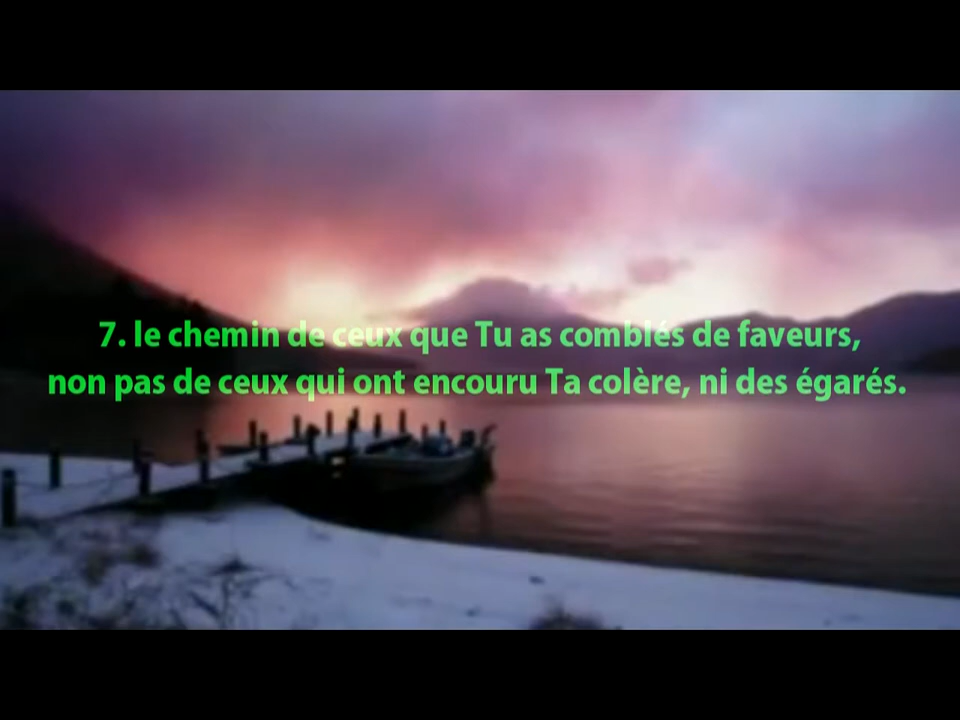 7. le chemin de ceux que Tu as comblés de faveurs,
non pas de ceux qui ont encouru Ta colère, ni des égarés.